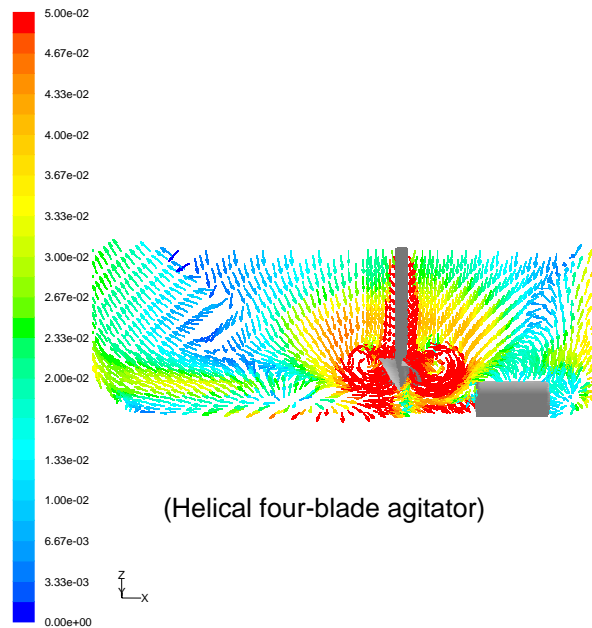 5.00e-02
4.67e-02
4.33e-02
4.00e-02
3.67e-02
3.33e-02
3.00e-02
2.67e-02
2.33e-02
2.00e-02
1.67e-02
1.33e-02
1.00e-02
6.67e-03
3.33e-03
0.00e+00
(Helical four-blade agitator)
Z
Y
X